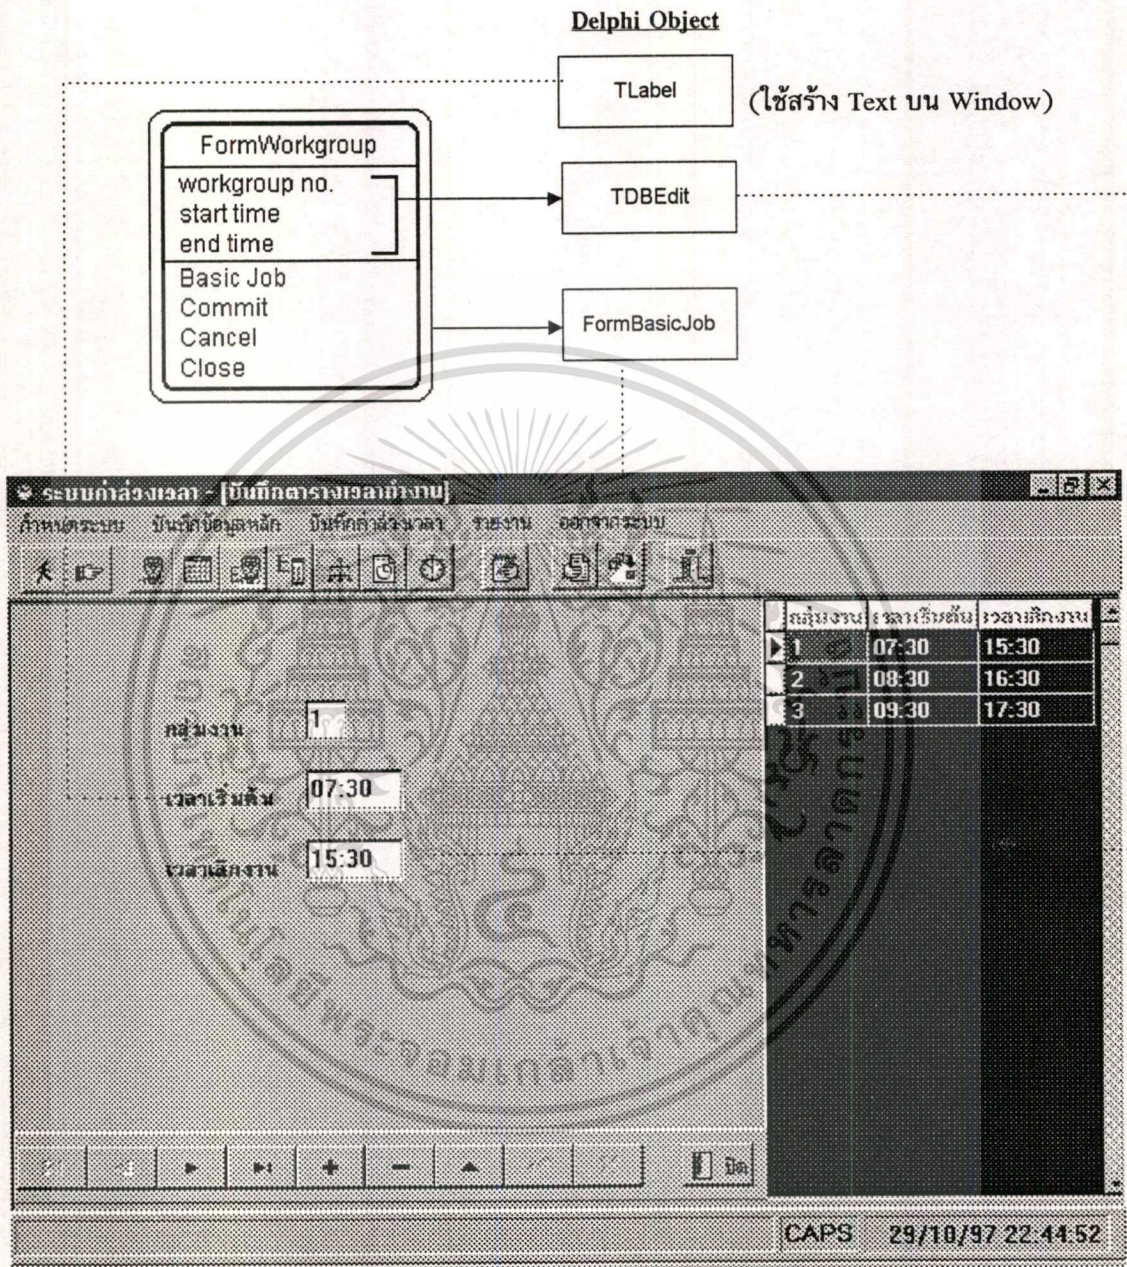 Delphi Object
TLabel
(ใช้สร้าง Text บน Window)
FormWorkgroup
workgroup no.
start time
end time
TDBEdit
Basic Job
Commit
Cancel
Close
FormBasicJob
ระบบค่าล่วงเวลา - [บันทึกตารางเวลาทำงาน]
กำหนดระบบ บันทึกข้อมูลหลัก บันทึกค่าล่วงเวลา รายงาน ออกจากระบบ
กลุ่มงาน เวลาเริ่มต้น เวลาเลิกงาน
1 07:30 15:30
2 08:30 16:30
3 09:30 17:30
กลุ่มงาน 1
เวลาเริ่มต้น 07:30
เวลาเลิกงาน 15:30
ปิด
CAPS 29/10/97 22:44:52